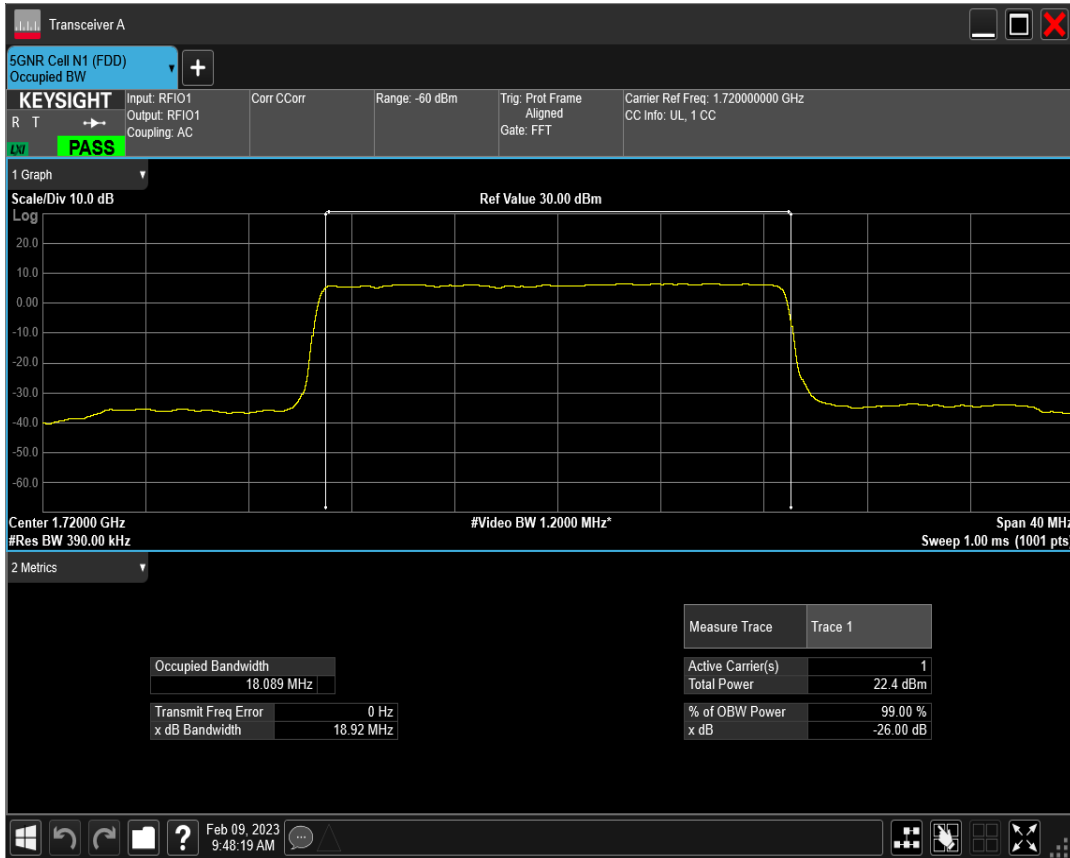 Transceiver A
5GNR Cell N1 (FDD)
Occupied BW
+
KEYSIGHT
R T
LXI
PASS
Input: RFIO1
Output: RFIO1
Coupling: AC
Corr CCorr
Range: -60 dBm
Trig: Prot Frame
Aligned
Gate: FFT
Carrier Ref Freq: 1.720000000 GHz
CC Info: UL, 1 CC
1 Graph
Scale/Div 10.0 dB
Ref Value 30.00 dBm
Log
20.0
10.0
0.00
-10.0
-20.0
-30.0
-40.0
-50.0
-60.0
Center 1.72000 GHz
#Video BW 1.2000 MHz*
Span 40 MHz
#Res BW 390.00 kHz
Sweep 1.00 ms (1001 pts)
2 Metrics
Measure Trace Trace 1
Occupied Bandwidth
18.089 MHz
Active Carrier(s) 1
Total Power 22.4 dBm
Transmit Freq Error 0 Hz
x dB Bandwidth 18.92 MHz
% of OBW Power 99.00 %
x dB -26.00 dB
?
Feb 09, 2023
9:48:19 AM